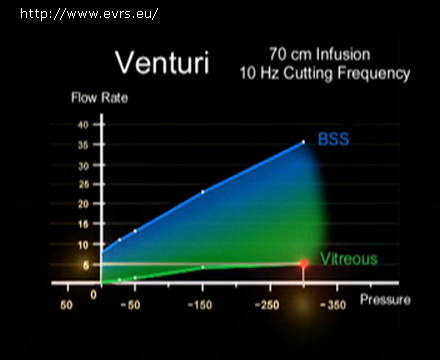 http://www.evrs.eu/
Venturi
70 cm Infusion
10 Hz Cutting Frequency
Flow Rate
40
35
30
25
20
15
10
5
0
BSS
Vitreous
50
-50
-150
-250
-350
Pressure